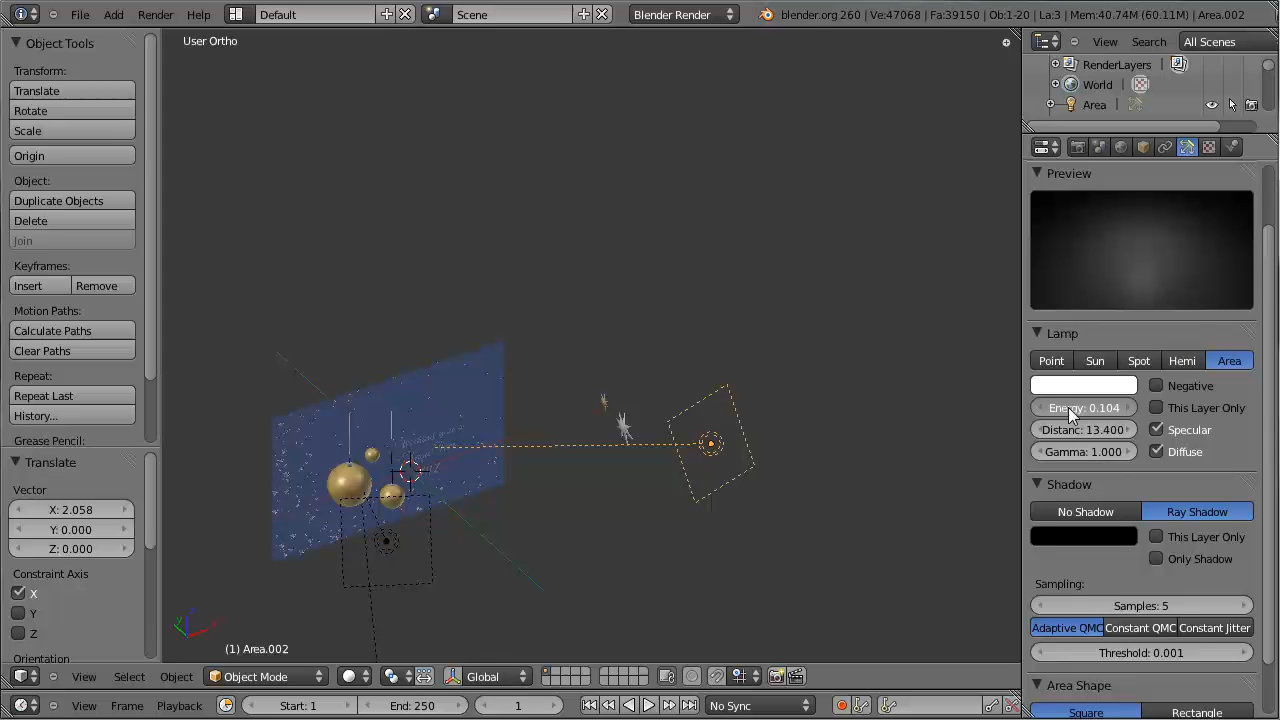 File Add Render Help Default Scene Blender Render blender.org 260 | Ve:47068 | Fa:39150 | Ob:1-20 | La:3 | Mem:40.74M (60.11M) | Area.002
Object Tools
Transform:
Translate
Rotate
Scale
Origin
Object:
Duplicate Objects
Delete
Join
Keyframes:
Insert Remove
Motion Paths:
Calculate Paths
Clear Paths
Repeat:
Repeat Last
History...
Grease Pencil:
Translate
Vector
X: 2.058
Y: 0.000
Z: 0.000
Constraint Axis
X
Y
Z
Orientation
User Ortho
(1) Area.002
View Select Object Object Mode Global
View Frame Playback Start: End: 250 1 No Sync
View Search All Scenes
RenderLayers
World
Area
Preview
Lamp
Point Sun Spot Hemi Area
Negative
Energy: 0.104 This Layer Only
Distanc: 13.400 Specular
Gamma: 1.000 Diffuse
Shadow
No Shadow Ray Shadow
This Layer Only
Only Shadow
Sampling:
Samples: 5
Adaptive QMC Constant QMC Constant Jitter
Threshold: 0.001
Area Shape
Square Rectangle